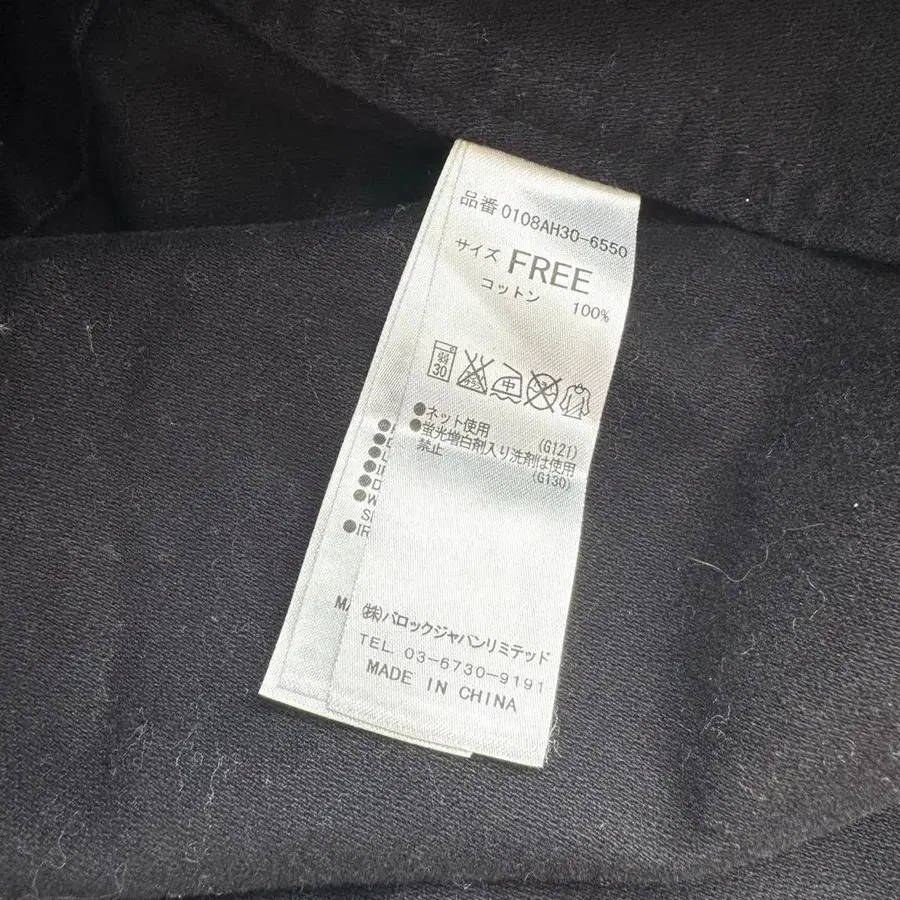 品番 0108AH30-6550
サイズ FREE
コットン 100%
弱 30 中
●ネット使用 (G121)
●蛍光増白剤入り洗剤は使用
禁止 (G130)
(株)バロックジャパンリミテッド
TEL 03-6730-9191
MADE IN CHINA